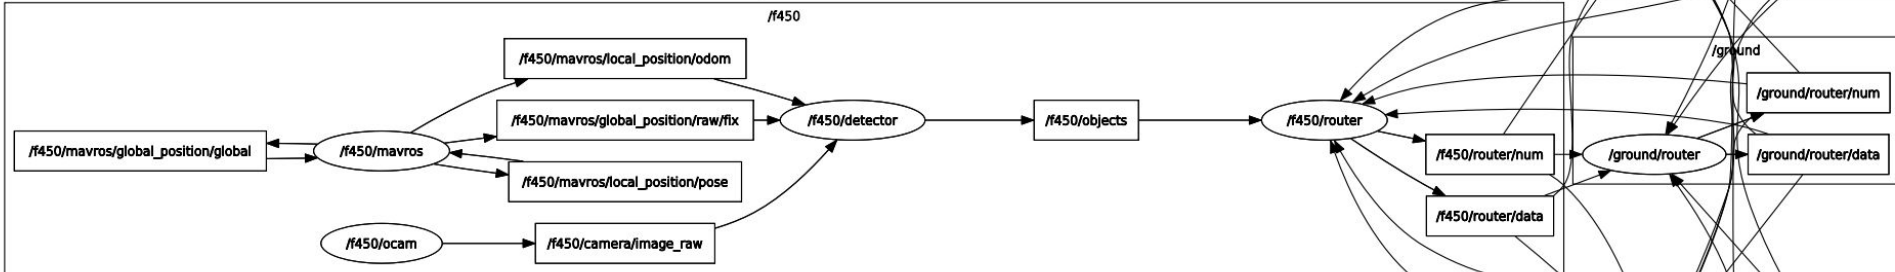 /f450
/f450/mavros/global_position/global
/f450/mavros
/f450/mavros/local_position/odom
/f450/mavros/global_position/raw/fix
/f450/mavros/local_position/pose
/f450/ocam
/f450/camera/image_raw
/f450/detector
/f450/objects
/f450/router
/f450/router/num
/f450/router/data
/ground
/ground/router
/ground/router/num
/ground/router/data